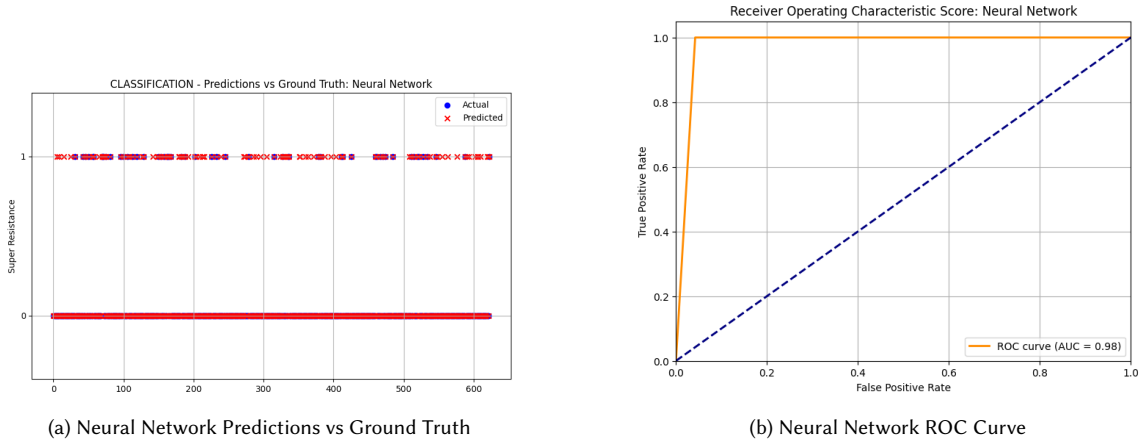 CLASSIFICATION - Predictions vs Ground Truth: Neural Network
Actual
Predicted
1
0
Super Resistance
0 100 200 300 400 500 600
(a) Neural Network Predictions vs Ground Truth
Receiver Operating Characteristic Score: Neural Network
1.0
0.8
0.6
0.4
0.2
0.0
True Positive Rate
ROC curve (AUC = 0.98)
0.0 0.2 0.4 0.6 0.8 1.0
False Positive Rate
(b) Neural Network ROC Curve